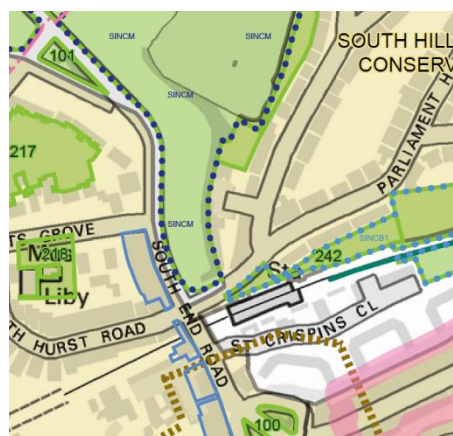 SINCM
SINCM
SOUTH HILL
CONSERV
101
217
PARLIAMENT H
SINCB1
SINCM
TS GROVE
218
Liby
SOUTH END ROAD
St
242
TH HURST ROAD
ST CRISPINS CL
100